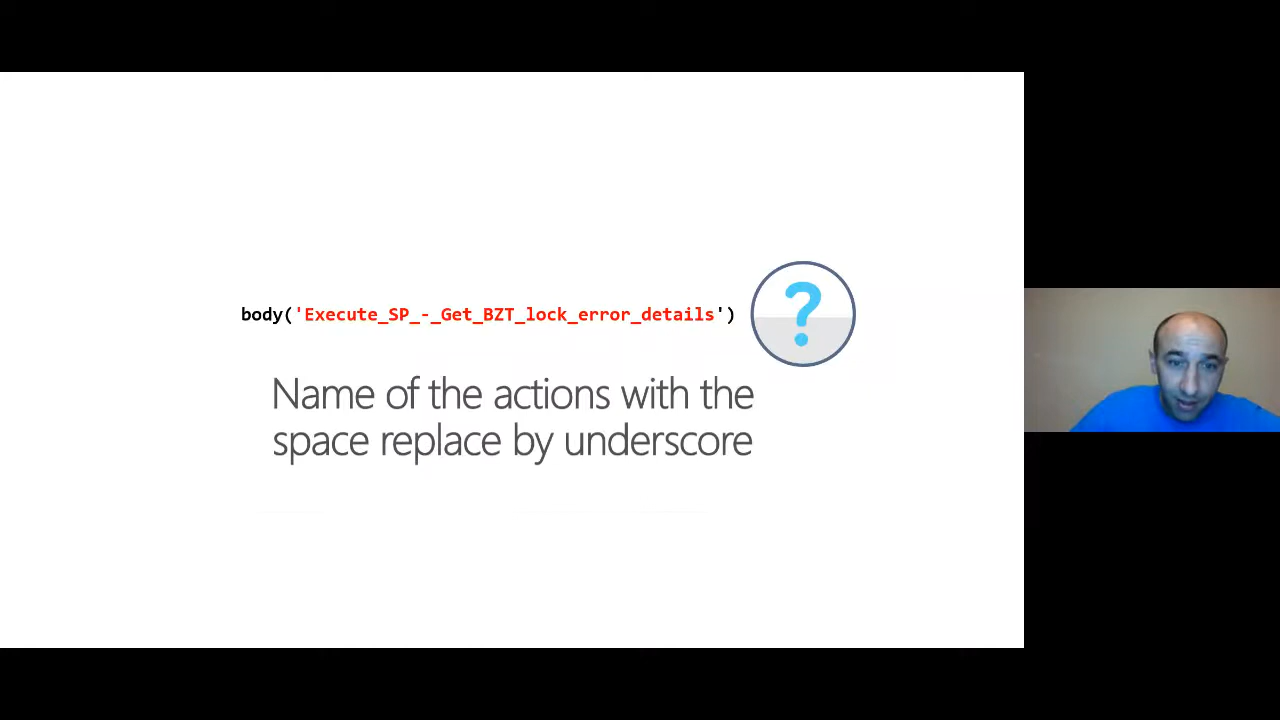 body('Execute_SP_-_Get_BZT_lock_error_details')
?
Name of the actions with the
space replace by underscore